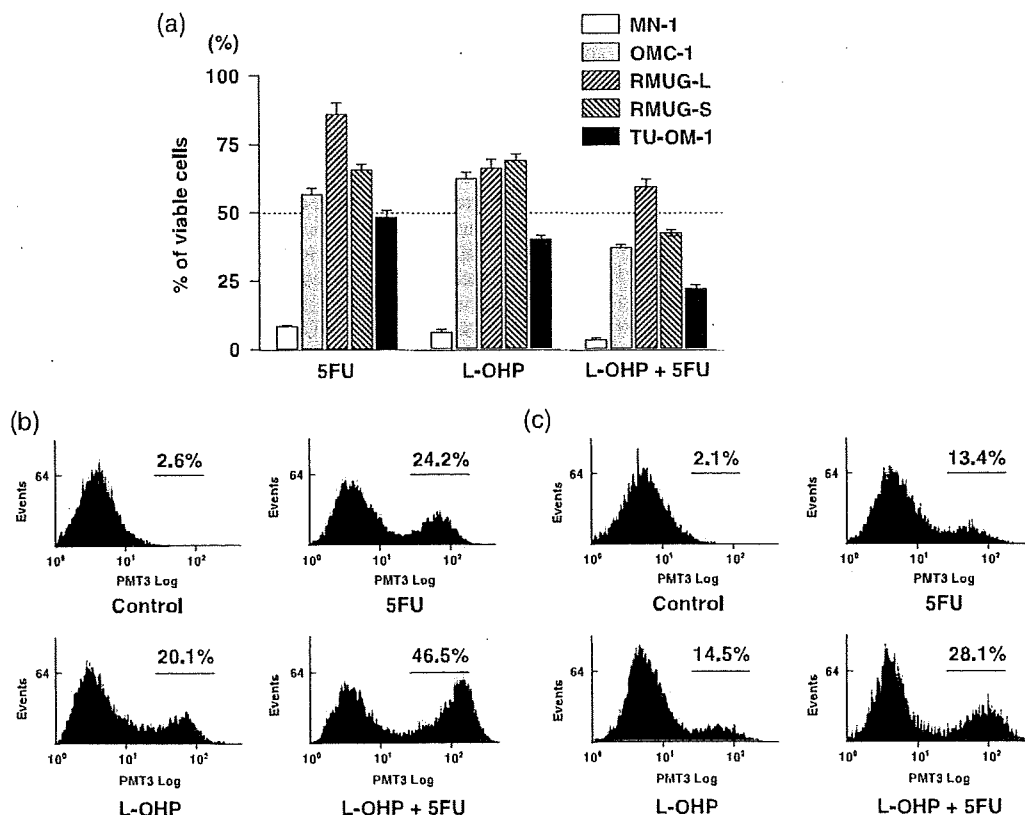 (a)
(%)
MN-1
OMC-1
RMUG-L
RMUG-S
TU-OM-1
100
75
50
25
0
% of viable cells
5FU
L-OHP
L-OHP + 5FU
(b)
2.6%
64
Events
10⁰ 10¹ 10²
PMT3 Log
Control
24.2%
64
Events
10⁰ 10¹ 10²
PMT3 Log
5FU
20.1%
64
Events
10⁰ 10¹ 10²
PMT3 Log
L-OHP
46.5%
64
Events
10⁰ 10¹ 10²
PMT3 Log
L-OHP + 5FU
(c)
2.1%
64
Events
10⁰ 10¹ 10²
PMT3 Log
Control
13.4%
64
Events
10⁰ 10¹ 10²
PMT3 Log
5FU
14.5%
64
Events
10⁰ 10¹ 10²
PMT3 Log
L-OHP
28.1%
64
Events
10⁰ 10¹ 10²
PMT3 Log
L-OHP + 5FU